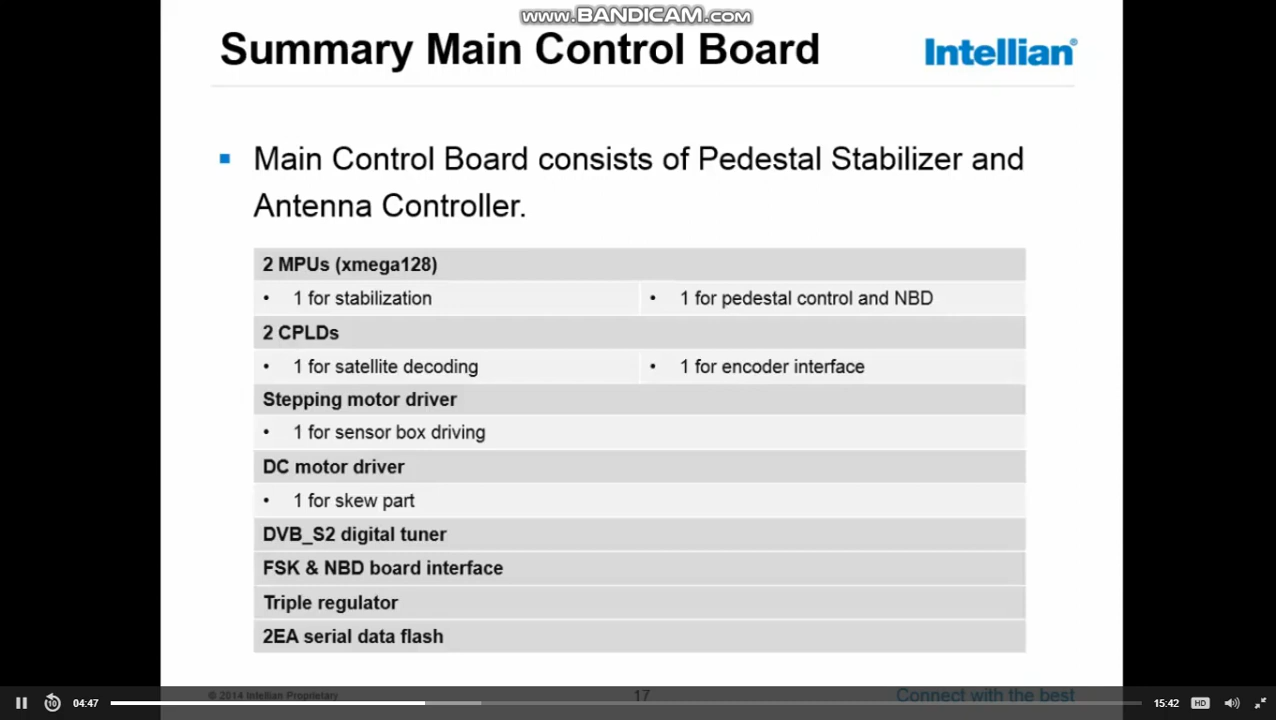 www.BANDICAM.com
Summary Main Control Board
Intellian®
▪ Main Control Board consists of Pedestal Stabilizer and
Antenna Controller.
2 MPUs (xmega128)
• 1 for stabilization • 1 for pedestal control and NBD
2 CPLDs
• 1 for satellite decoding • 1 for encoder interface
Stepping motor driver
• 1 for sensor box driving
DC motor driver
• 1 for skew part
DVB_S2 digital tuner
FSK & NBD board interface
Triple regulator
2EA serial data flash
© 2014 Intellian Proprietary 17 Connect with the best
10 04:47 15:42 HD